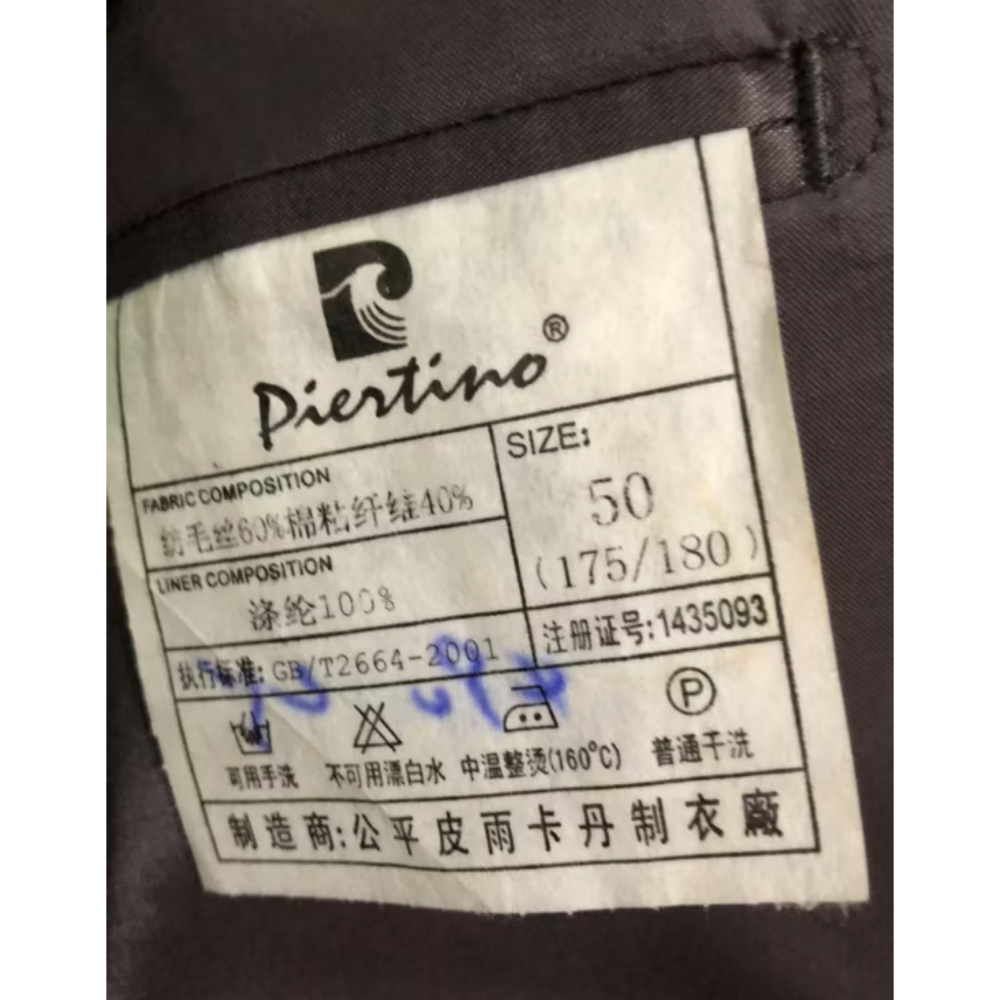 Piertino®
FABRIC COMPOSITION
纺毛丝60%棉粘纤维40%
SIZE:
50
(175/180)
LINER COMPOSITION
涤纶100%
执行标准: GB/T2664-2001
注册证号:1435093
P
可用手洗 不可用漂白水 中温整烫(160°C) 普通干洗
制造商:公平皮雨卡丹制衣廠